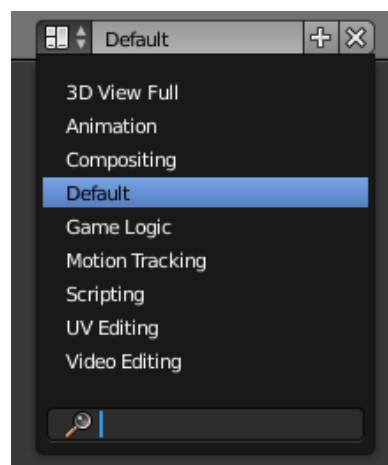 Default
3D View Full
Animation
Compositing
Default
Game Logic
Motion Tracking
Scripting
UV Editing
Video Editing